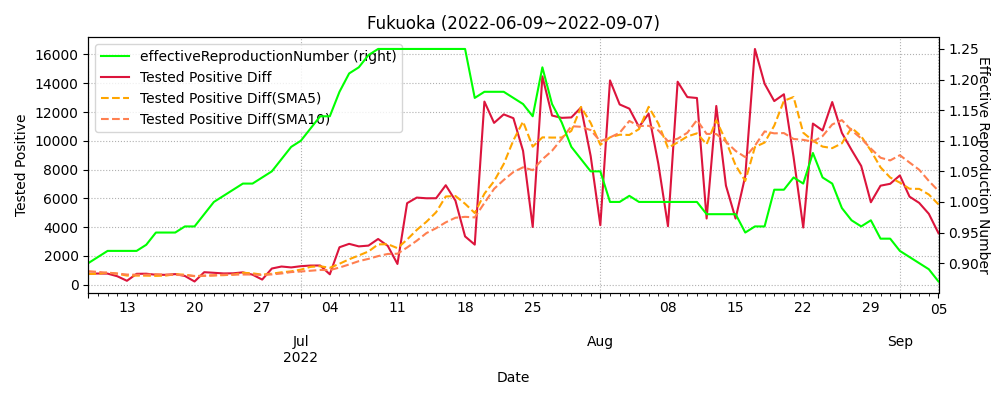 Fukuoka (2022-06-09~2022-09-07)
effectiveReproductionNumber (right)
Tested Positive Diff
Tested Positive Diff(SMA5)
Tested Positive Diff(SMA10)
Tested Positive
16000
14000
12000
10000
8000
6000
4000
2000
0
Effective Reproduction Number
1.25
1.20
1.15
1.10
1.05
1.00
0.95
0.90
13 20 27 04 11 18 25 08 15 22 29 05
Jul Aug Sep
2022
Date